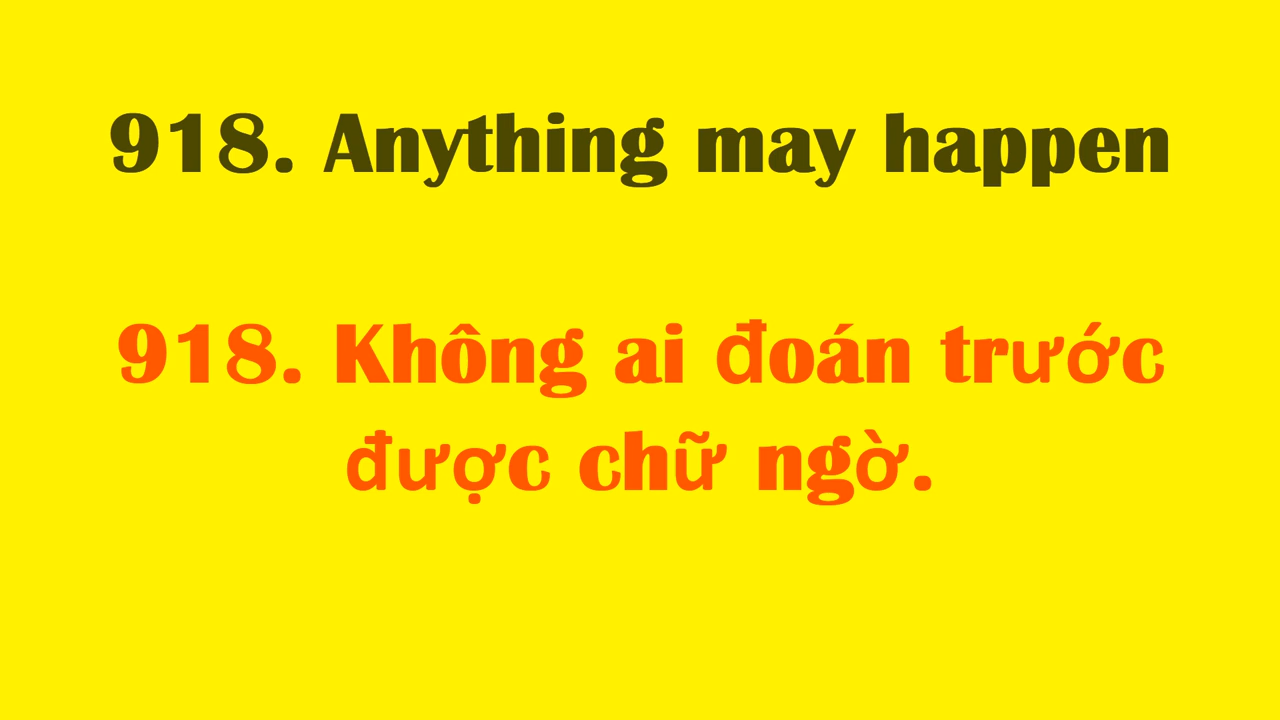 918. Anything may happen
918. Không ai đoán trước
được chữ ngờ.